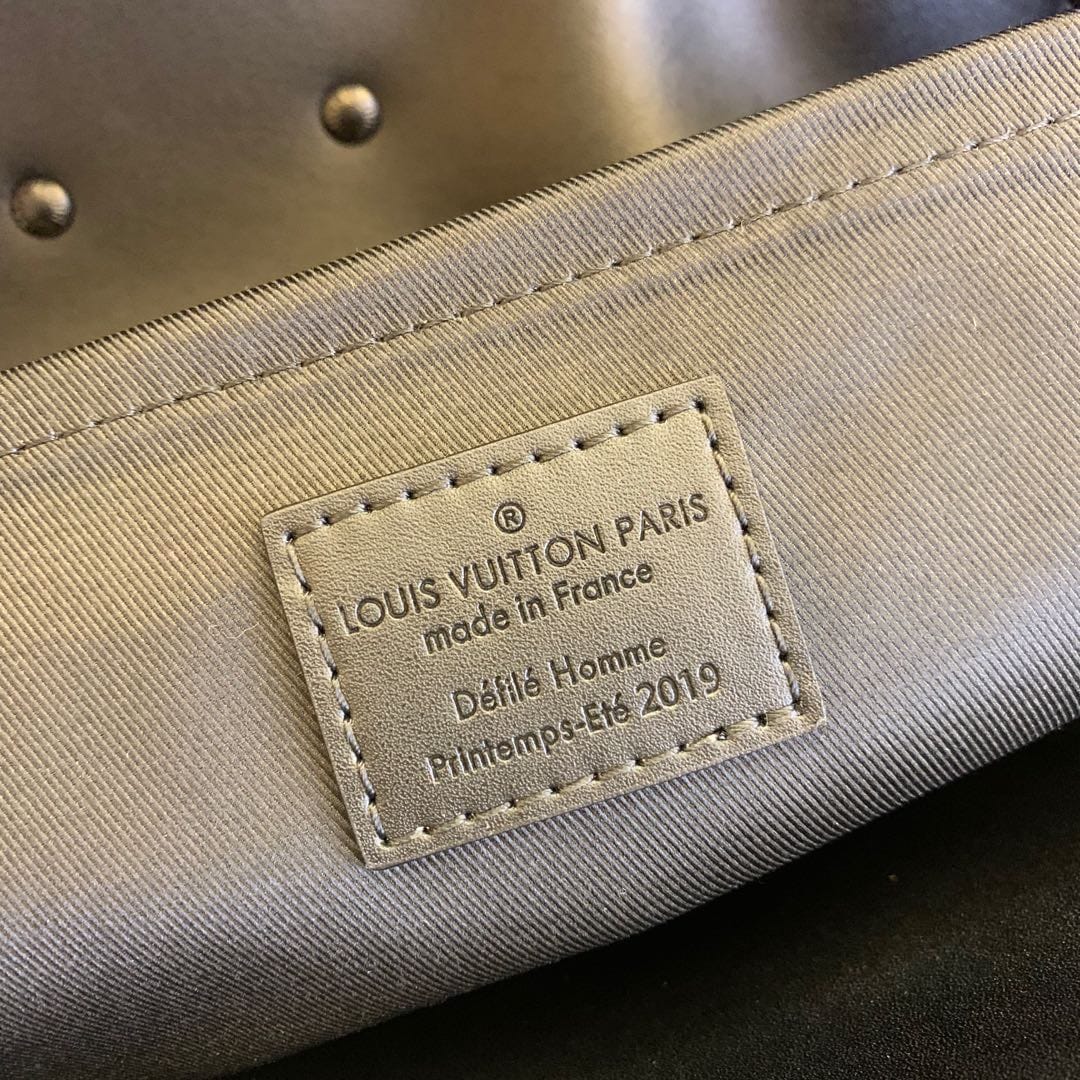 ®
LOUIS VUITTON PARIS
made in France
Défilé Homme
Printemps-Eté 2019